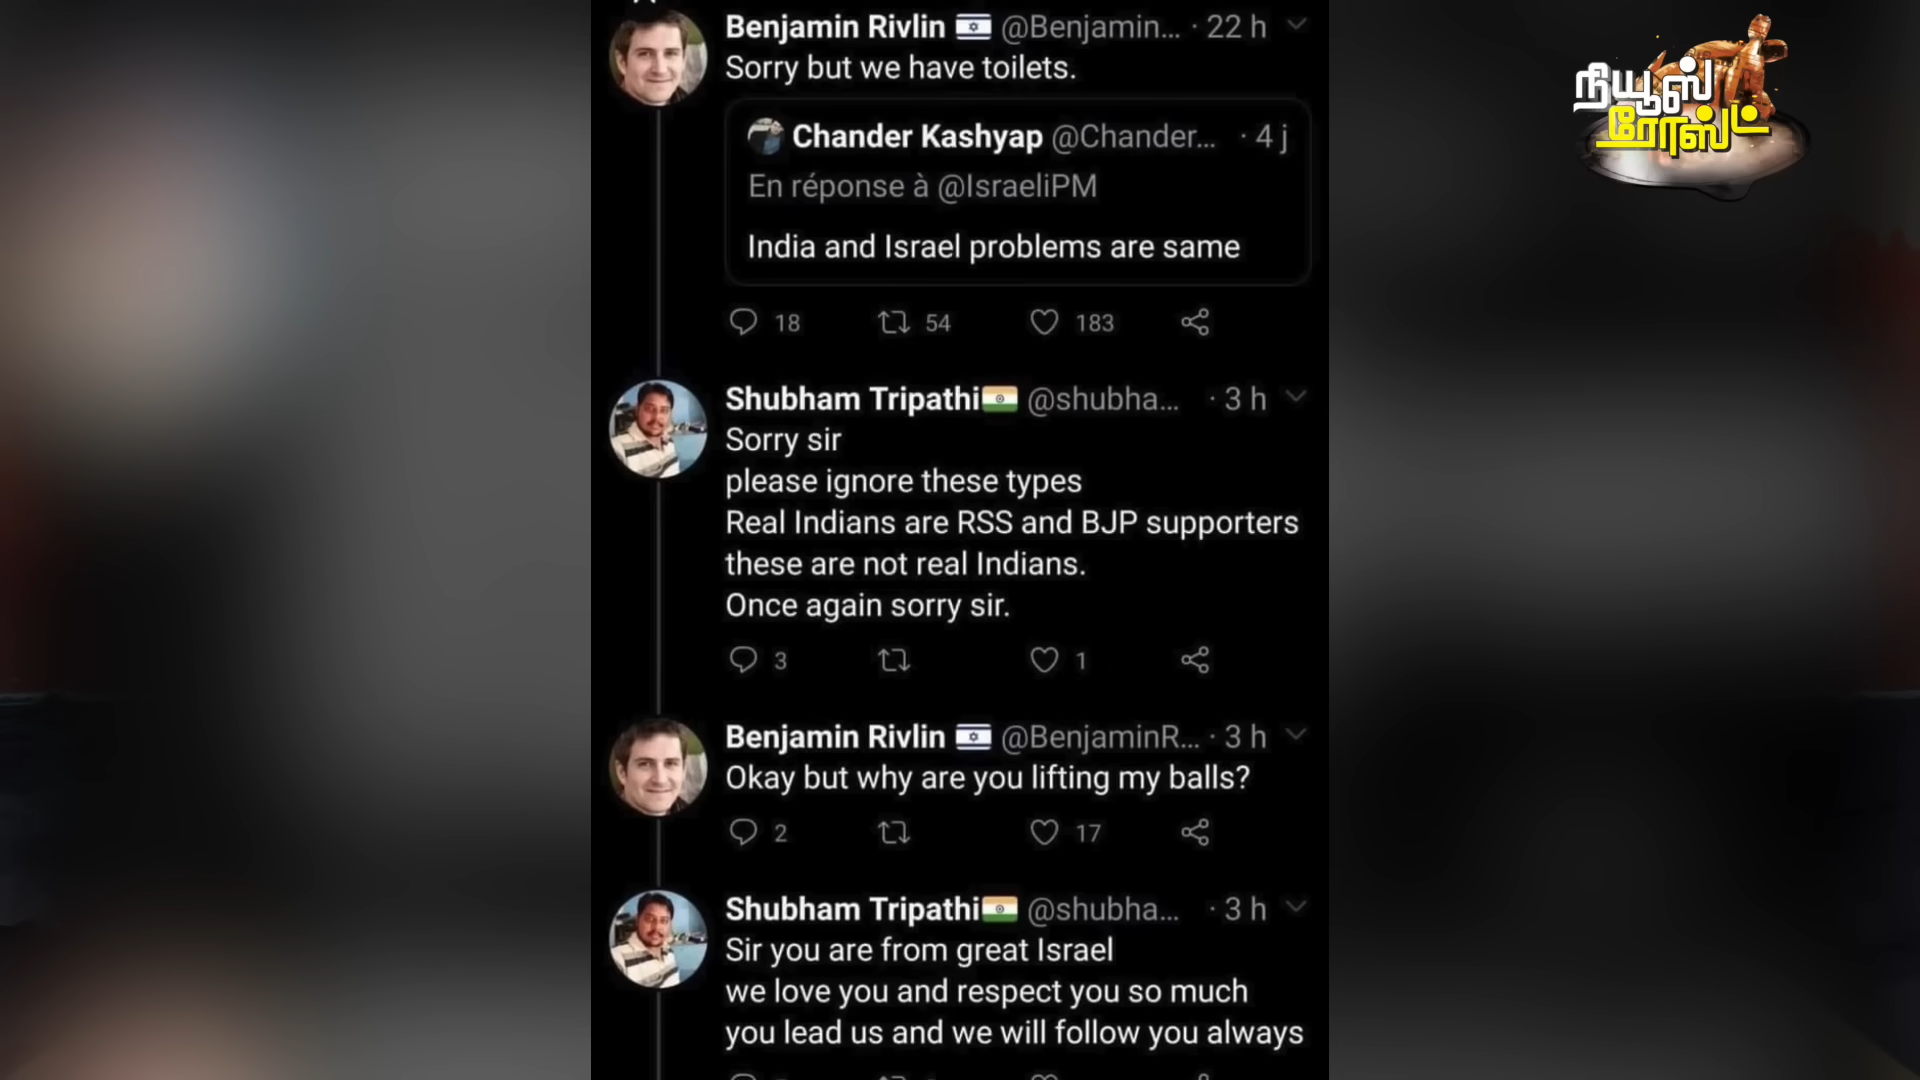 Benjamin Rivlin @Benjamin... · 22 h
Sorry but we have toilets.
Chander Kashyap @Chander... · 4 j
En réponse à @IsraeliPM
India and Israel problems are same
18 54 183
Shubham Tripathi @shubha... · 3 h
Sorry sir
please ignore these types
Real Indians are RSS and BJP supporters
these are not real Indians.
Once again sorry sir.
3 1
Benjamin Rivlin @BenjaminR... · 3 h
Okay but why are you lifting my balls?
2 17
Shubham Tripathi @shubha... · 3 h
Sir you are from great Israel
we love you and respect you so much
you lead us and we will follow you always
நியூஸ்
ரோஸ்ட்